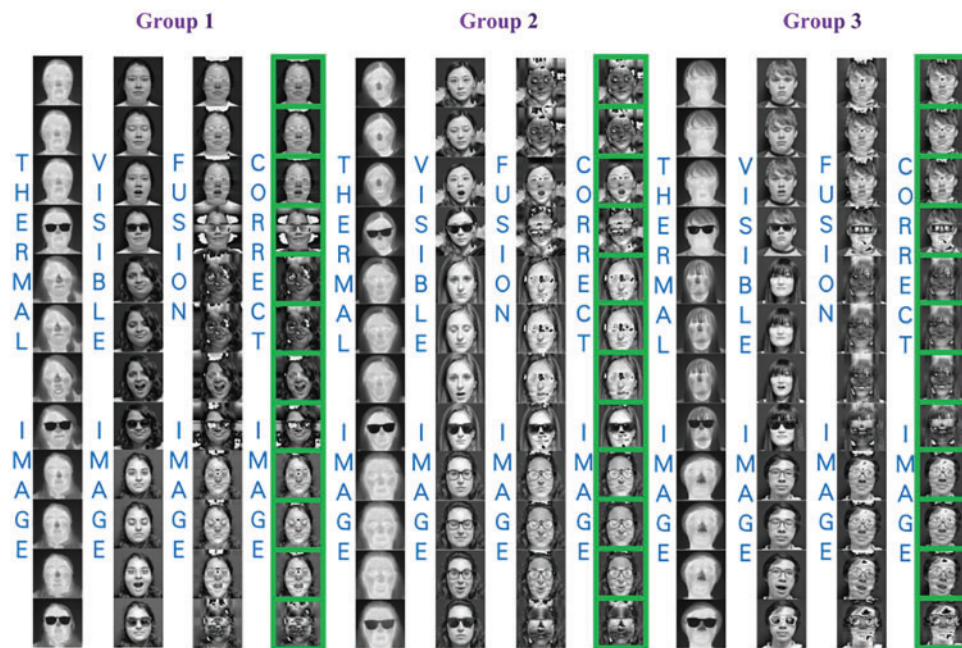 Group 1
Group 2
Group 3
THERMAL IMAGE
VISIBLE IMAGE
FUSION IMAGE
CORRECT IMAGE
THERMAL IMAGE
VISIBLE IMAGE
FUSION IMAGE
CORRECT IMAGE
THERMAL IMAGE
VISIBLE IMAGE
FUSION IMAGE
CORRECT IMAGE